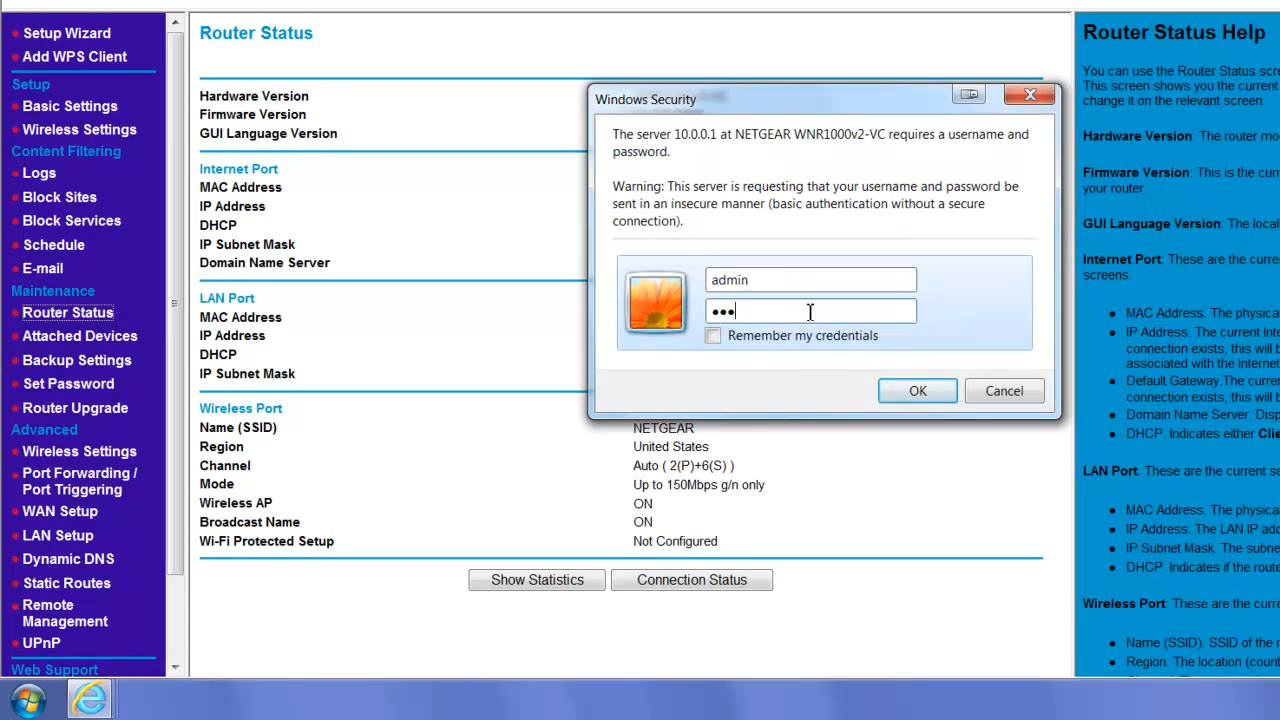 Setup Wizard
Add WPS Client
Setup
Basic Settings
Wireless Settings
Content Filtering
Logs
Block Sites
Block Services
Schedule
E-mail
Maintenance
Router Status
Attached Devices
Backup Settings
Set Password
Router Upgrade
Advanced
Wireless Settings
Port Forwarding /
Port Triggering
WAN Setup
LAN Setup
Dynamic DNS
Static Routes
Remote
Management
UPnP
Web Support
Router Status
Hardware Version
Firmware Version
GUI Language Version
Internet Port
MAC Address
IP Address
DHCP
IP Subnet Mask
Domain Name Server
LAN Port
MAC Address
IP Address
DHCP
IP Subnet Mask
Wireless Port
Name (SSID) NETGEAR
Region United States
Channel Auto ( 2(P)+6(S) )
Mode Up to 150Mbps g/n only
Wireless AP ON
Broadcast Name ON
Wi-Fi Protected Setup Not Configured
Show Statistics Connection Status
Windows Security
The server 10.0.0.1 at NETGEAR WNR1000v2-VC requires a username and
password.
Warning: This server is requesting that your username and password be
sent in an insecure manner (basic authentication without a secure
connection).
admin
●●●
Remember my credentials
OK Cancel
Router Status Help
You can use the Router Status scre
This screen shows you the current
change it on the relevant screen.
Hardware Version: The router mo
Firmware Version: This is the curr
your router.
GUI Language Version: The local
Internet Port: These are the curre
screens.
MAC Address. The physica
IP Address. The current Inte
connection exists, this will b
associated with the Internet
Default Gateway.The curren
connection exists, this will b
Domain Name Server. Disp
DHCP. Indicates either Clie
LAN Port. These are the current se
MAC Address. The physica
IP Address. The LAN IP add
IP Subnet Mask. The subne
DHCP. Indicates if the route
Wireless Port: These are the curre
Name (SSID). SSID of the r
Region: The location (count